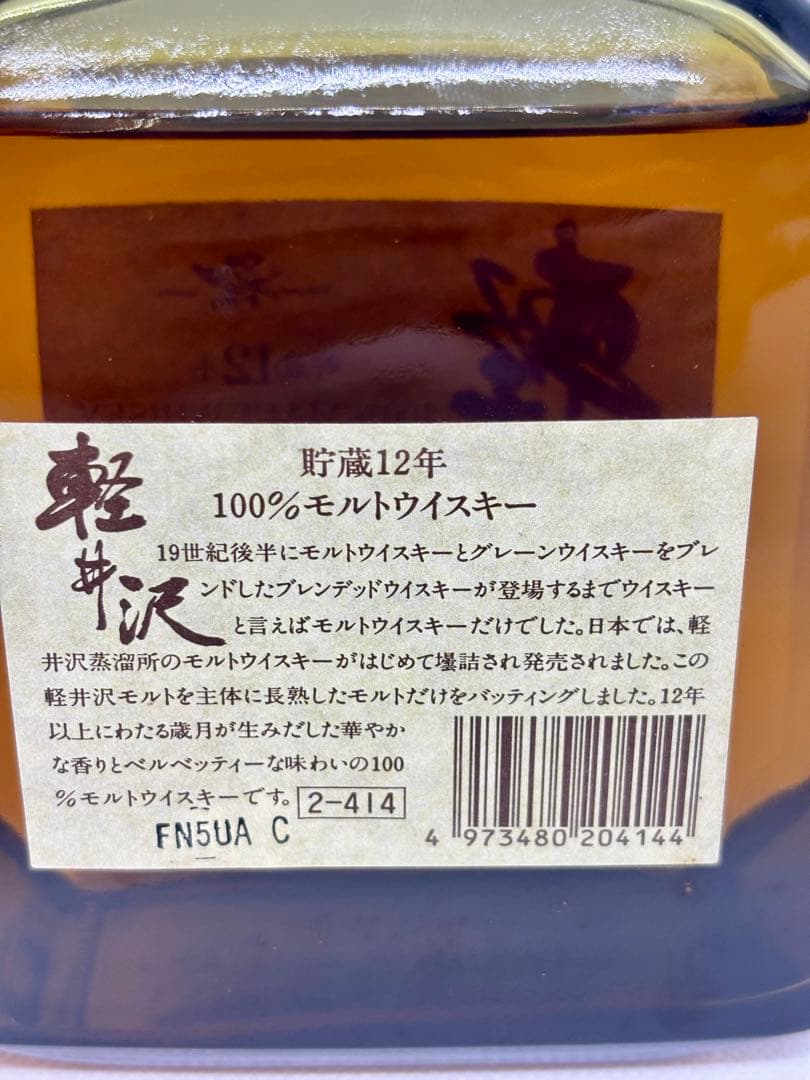 軽井沢
貯蔵12年
100%モルトウイスキー
19世紀後半にモルトウイスキーとグレーンウイスキーをブレ
ンドしたブレンデッドウイスキーが登場するまでウイスキー
と言えばモルトウイスキーだけでした。日本では、軽
井沢蒸溜所のモルトウイスキーがはじめて壜詰され発売されました。この
軽井沢モルトを主体に長熟したモルトだけをバッティングしました。12年
以上にわたる歳月が生みだした華やか
な香りとベルベッティーな味わいの100
%モルトウイスキーです。 2-414
FN5UA C
4 973480 204144